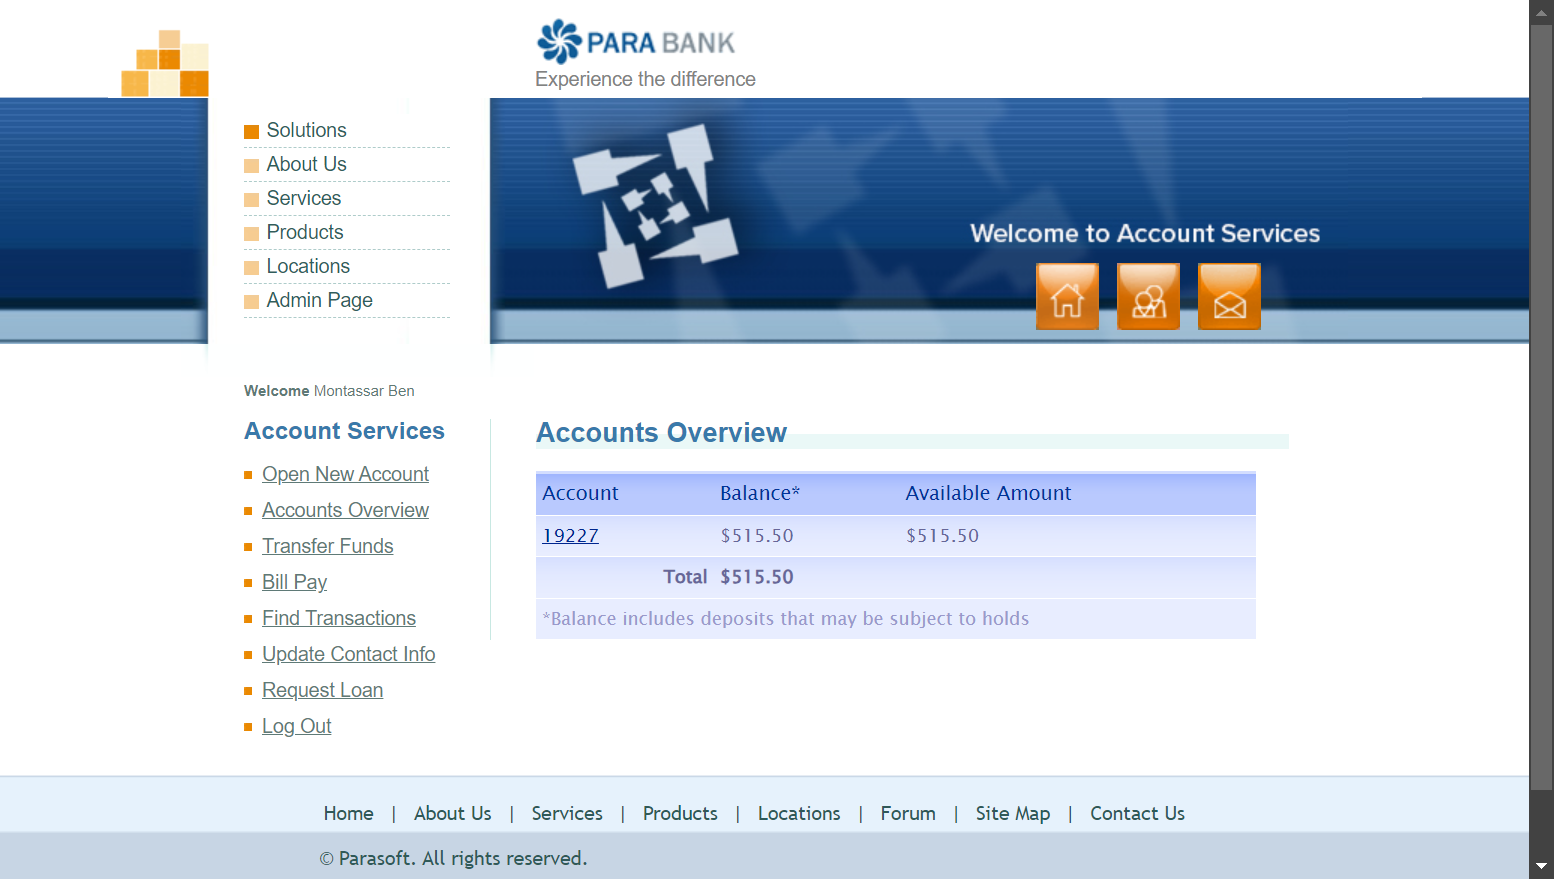 PARA BANK
Experience the difference
Solutions
About Us
Services
Products
Locations
Admin Page
Welcome to Account Services
Welcome Montassar Ben
Account Services
Open New Account
Accounts Overview
Transfer Funds
Bill Pay
Find Transactions
Update Contact Info
Request Loan
Log Out
Accounts Overview
Account Balance* Available Amount
19227 $515.50 $515.50
Total $515.50
*Balance includes deposits that may be subject to holds
Home | About Us | Services | Products | Locations | Forum | Site Map | Contact Us
© Parasoft. All rights reserved.